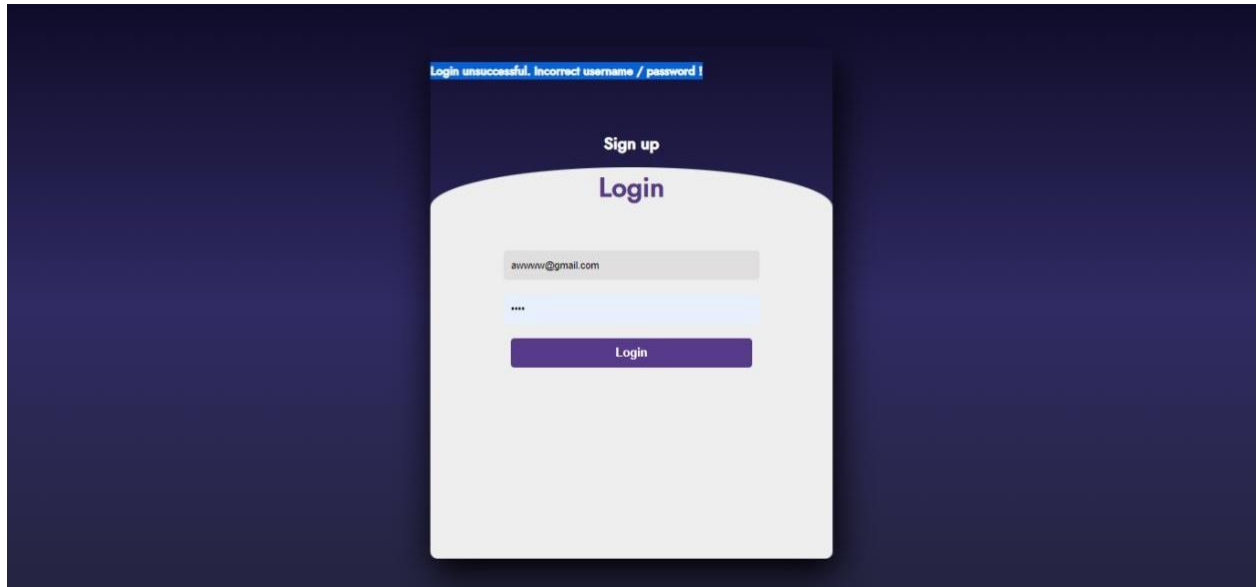 Login unsuccessful. Incorrect username / password !
Sign up
Login
awwww@gmail.com
••••
Login